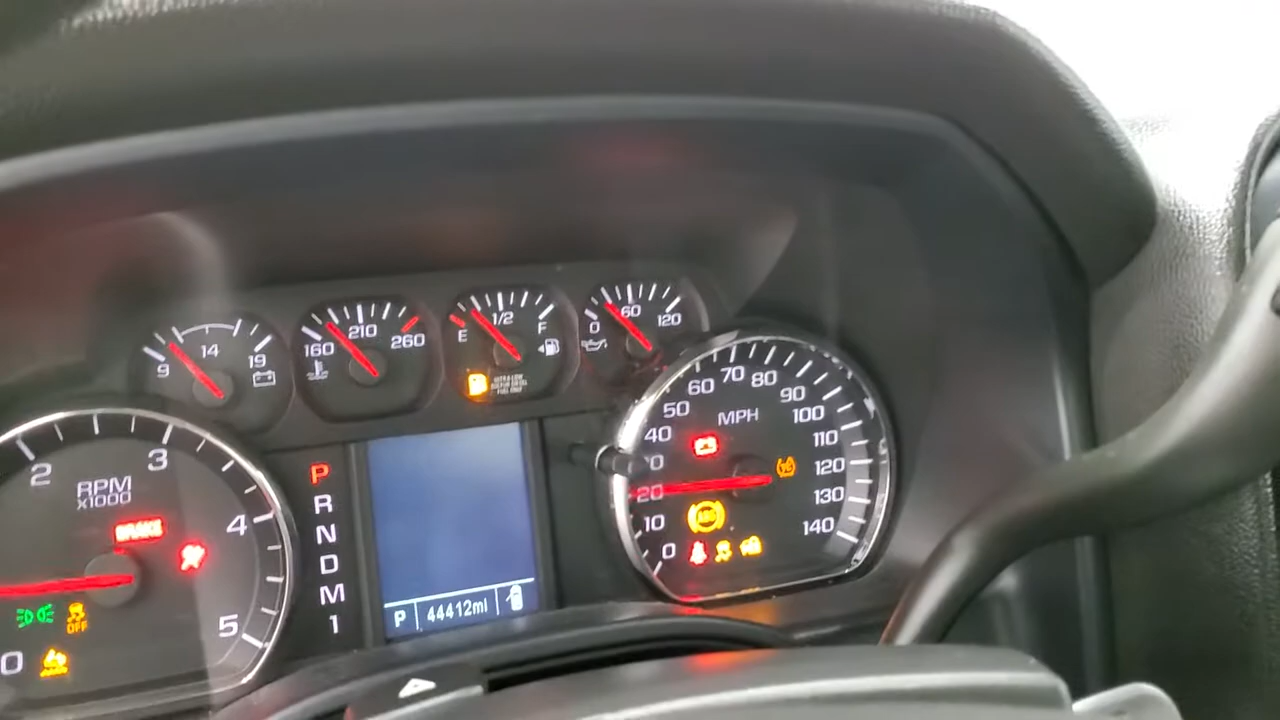 9 14 19
160 210 260
E 1/2 F
0 60 120
ULTRA-LOW
SULFUR DIESEL
FUEL ONLY
0 2 3 4 5
RPM
x1000
BRAKE
OFF
P
R
N
D
M
1
P 44412mi
0 10 20 40 50 60 70 80 90 100 110 120 130 140
MPH
ABS